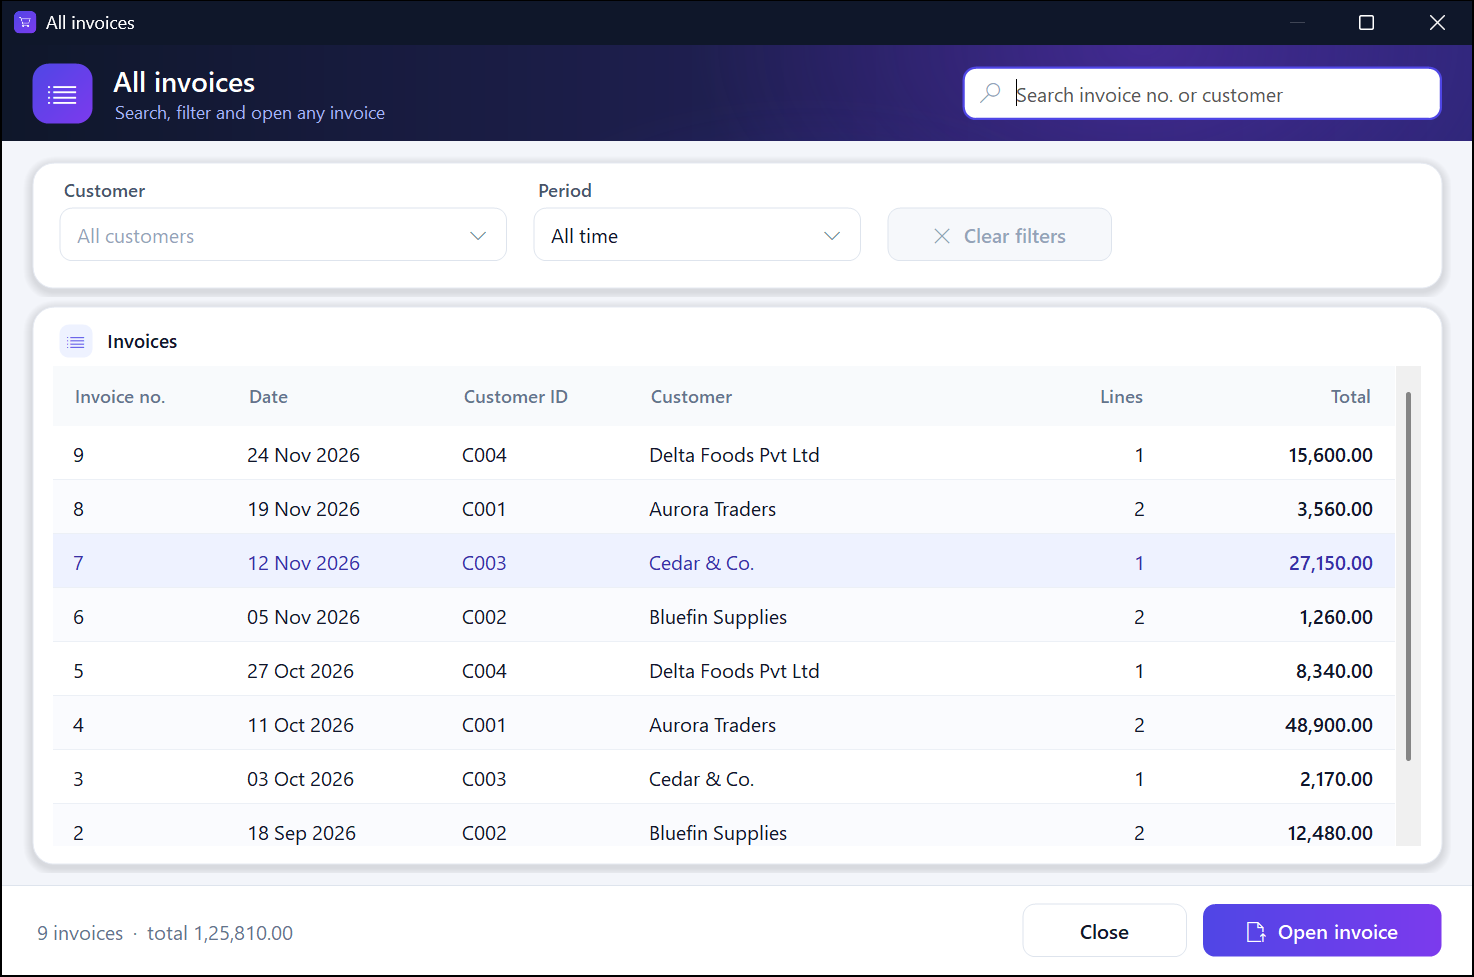 All invoices
All invoices
Search, filter and open any invoice
Search invoice no. or customer
Customer
Period
All customers
All time
Clear filters
Invoices
Invoice no. Date Customer ID Customer Lines Total
9 24 Nov 2026 C004 Delta Foods Pvt Ltd 1 15,600.00
8 19 Nov 2026 C001 Aurora Traders 2 3,560.00
7 12 Nov 2026 C003 Cedar & Co. 1 27,150.00
6 05 Nov 2026 C002 Bluefin Supplies 2 1,260.00
5 27 Oct 2026 C004 Delta Foods Pvt Ltd 1 8,340.00
4 11 Oct 2026 C001 Aurora Traders 2 48,900.00
3 03 Oct 2026 C003 Cedar & Co. 1 2,170.00
2 18 Sep 2026 C002 Bluefin Supplies 2 12,480.00
9 invoices · total 1,25,810.00
Close
Open invoice